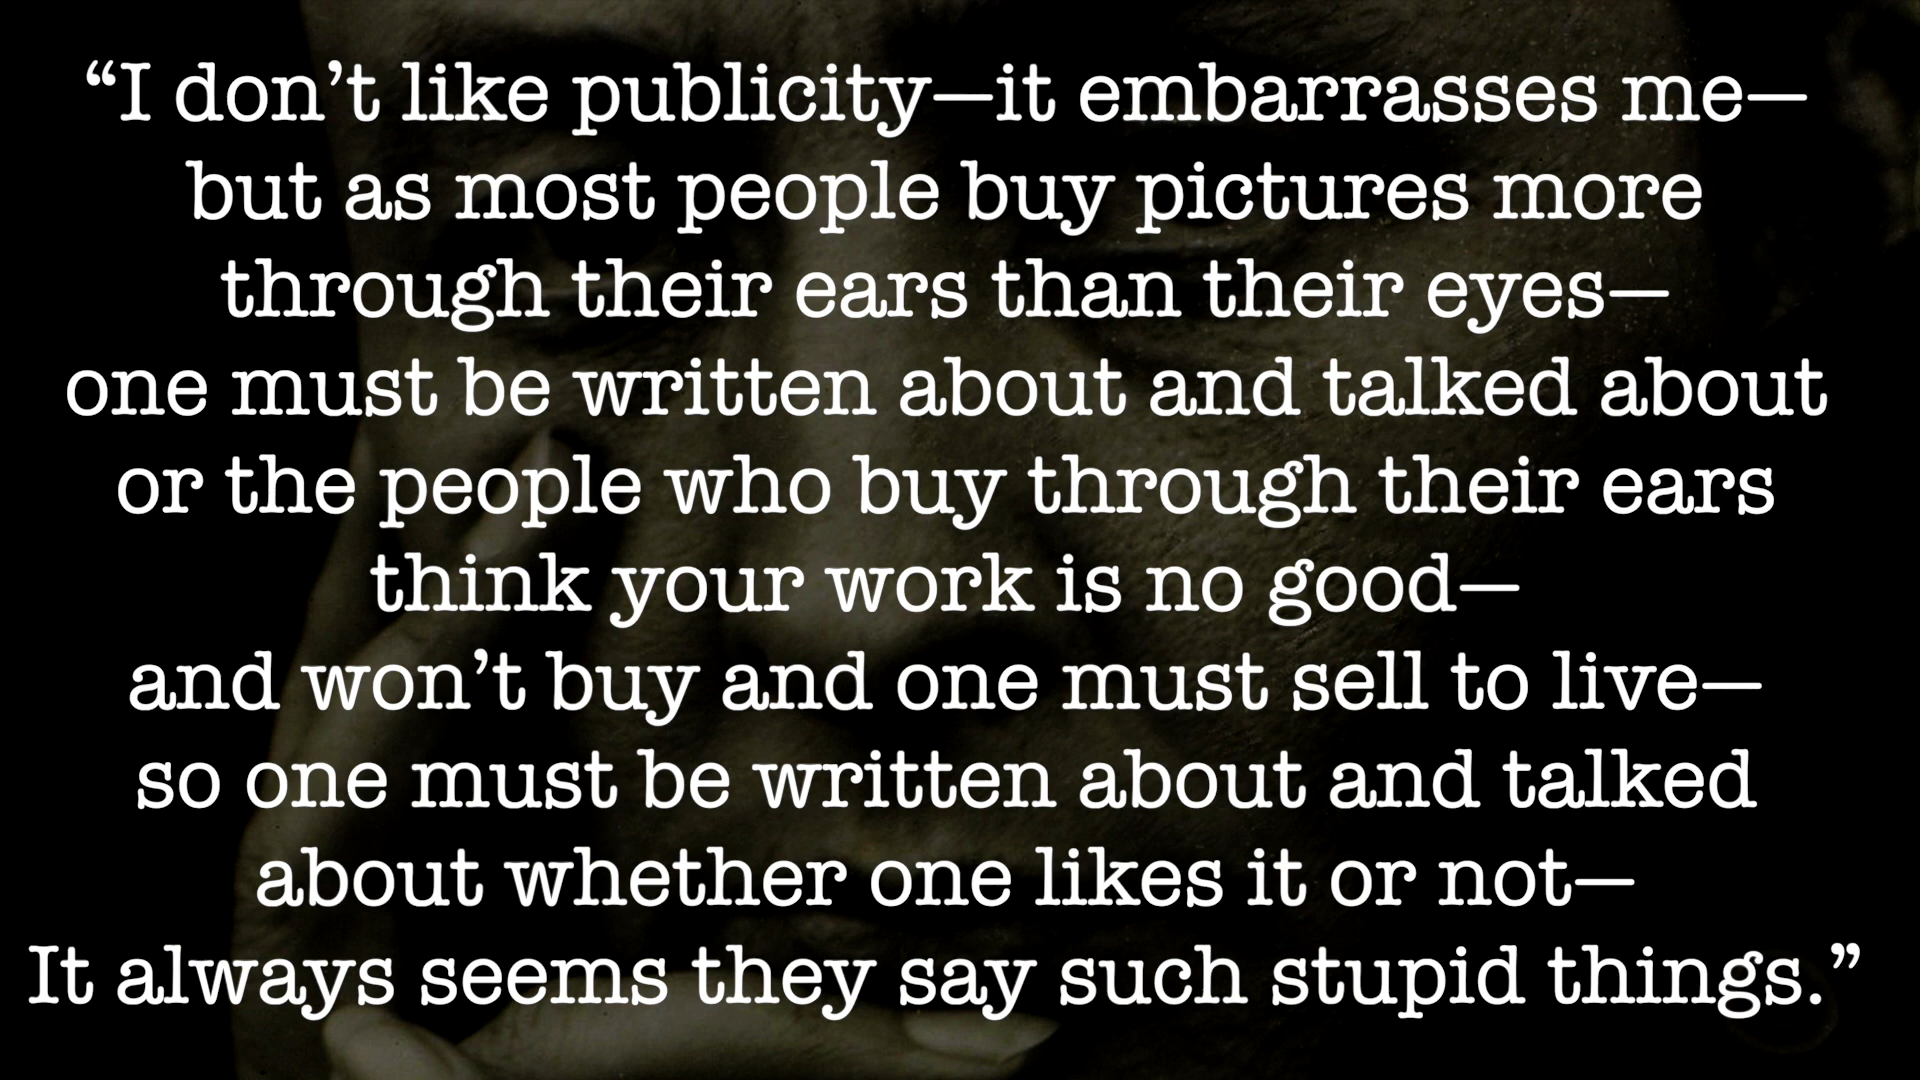 “I don’t like publicity—it embarrasses me—
but as most people buy pictures more
through their ears than their eyes—
one must be written about and talked about
or the people who buy through their ears
think your work is no good—
and won’t buy and one must sell to live—
so one must be written about and talked
about whether one likes it or not—
It always seems they say such stupid things.”